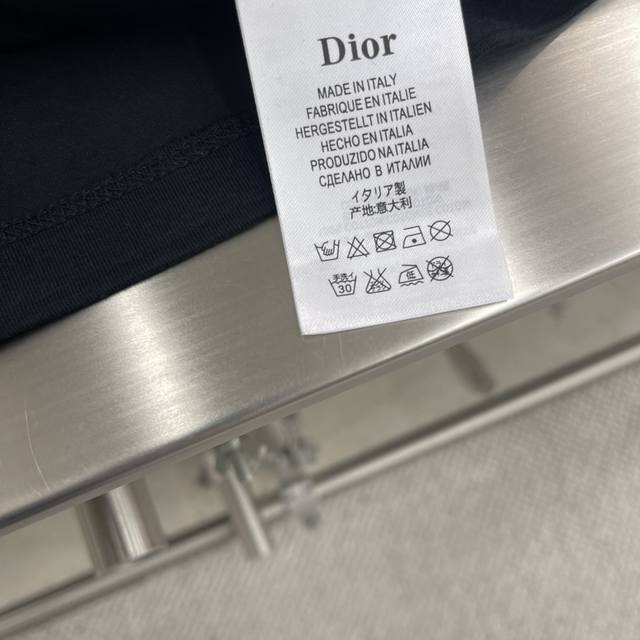 Dior
MADE IN ITALY
FABRIQUE EN ITALIE
HERGESTELLT IN ITALIEN
HECHO EN ITALIA
PRODUZIDO NA ITALIA
СДЕЛАНО В ИТАЛИИ
イタリア製
产地:意大利
手洗イ 30 低